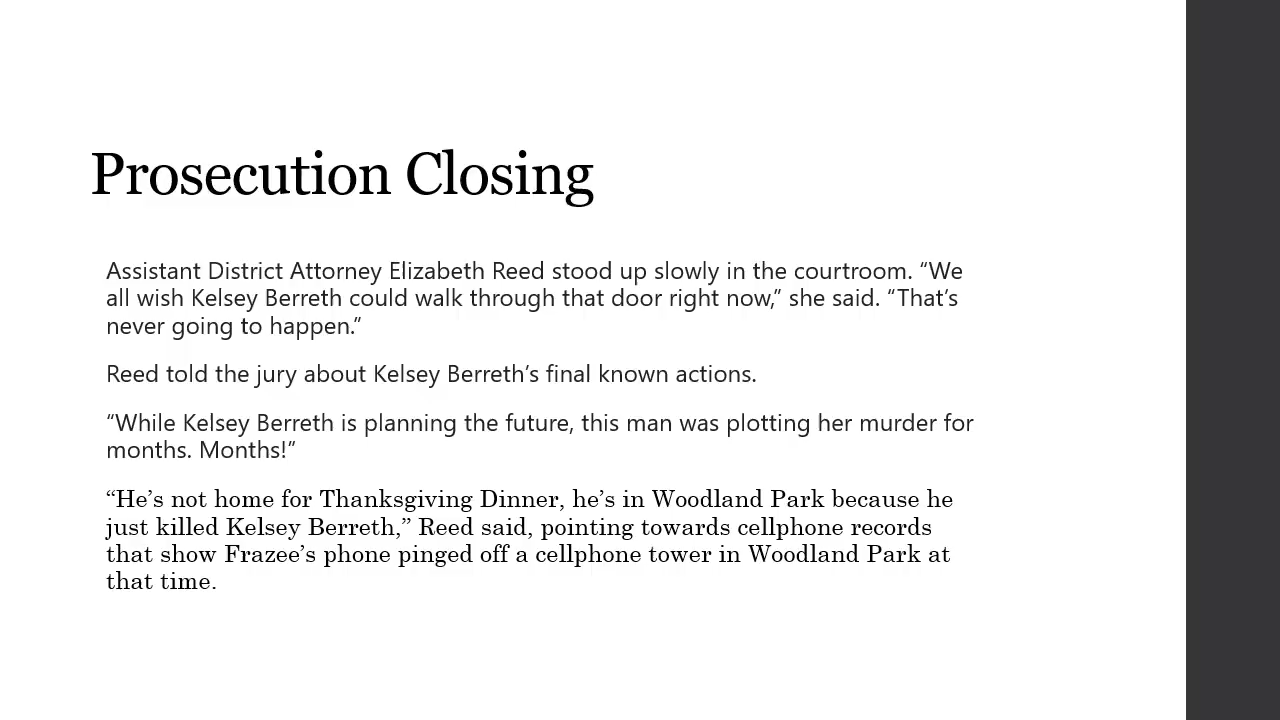 Prosecution Closing
Assistant District Attorney Elizabeth Reed stood up slowly in the courtroom. “We
all wish Kelsey Berreth could walk through that door right now,” she said. “That’s
never going to happen.”
Reed told the jury about Kelsey Berreth’s final known actions.
“While Kelsey Berreth is planning the future, this man was plotting her murder for
months. Months!”
“He’s not home for Thanksgiving Dinner, he’s in Woodland Park because he
just killed Kelsey Berreth,” Reed said, pointing towards cellphone records
that show Frazee’s phone pinged off a cellphone tower in Woodland Park at
that time.